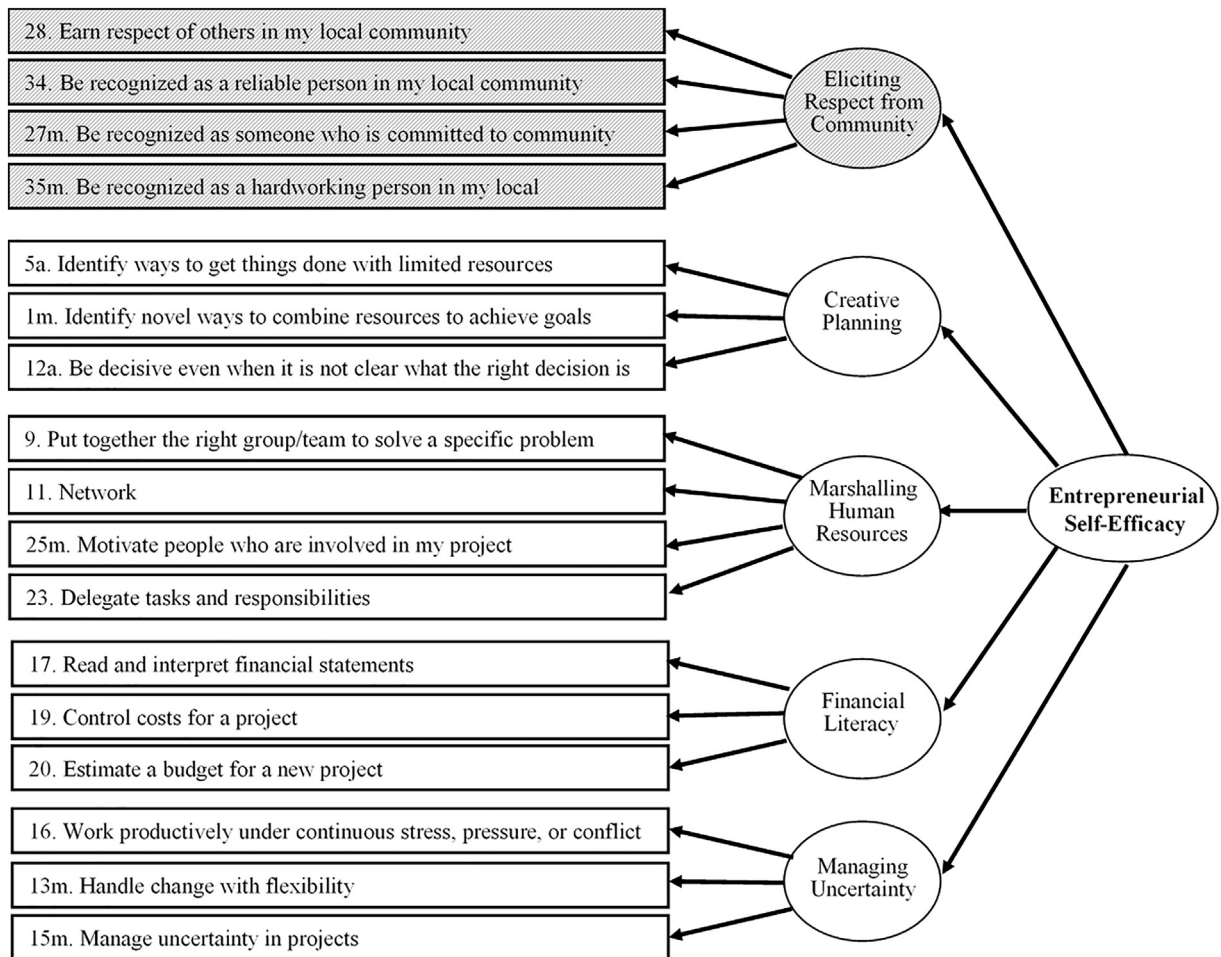 28. Earn respect of others in my local community
34. Be recognized as a reliable person in my local community
27m. Be recognized as someone who is committed to community
35m. Be recognized as a hardworking person in my local
Eliciting
Respect from
Community
5a. Identify ways to get things done with limited resources
1m. Identify novel ways to combine resources to achieve goals
12a. Be decisive even when it is not clear what the right decision is
Creative
Planning
9. Put together the right group/team to solve a specific problem
11. Network
25m. Motivate people who are involved in my project
23. Delegate tasks and responsibilities
Marshalling
Human
Resources
Entrepreneurial
Self-Efficacy
17. Read and interpret financial statements
19. Control costs for a project
20. Estimate a budget for a new project
Financial
Literacy
16. Work productively under continuous stress, pressure, or conflict
13m. Handle change with flexibility
15m. Manage uncertainty in projects
Managing
Uncertainty